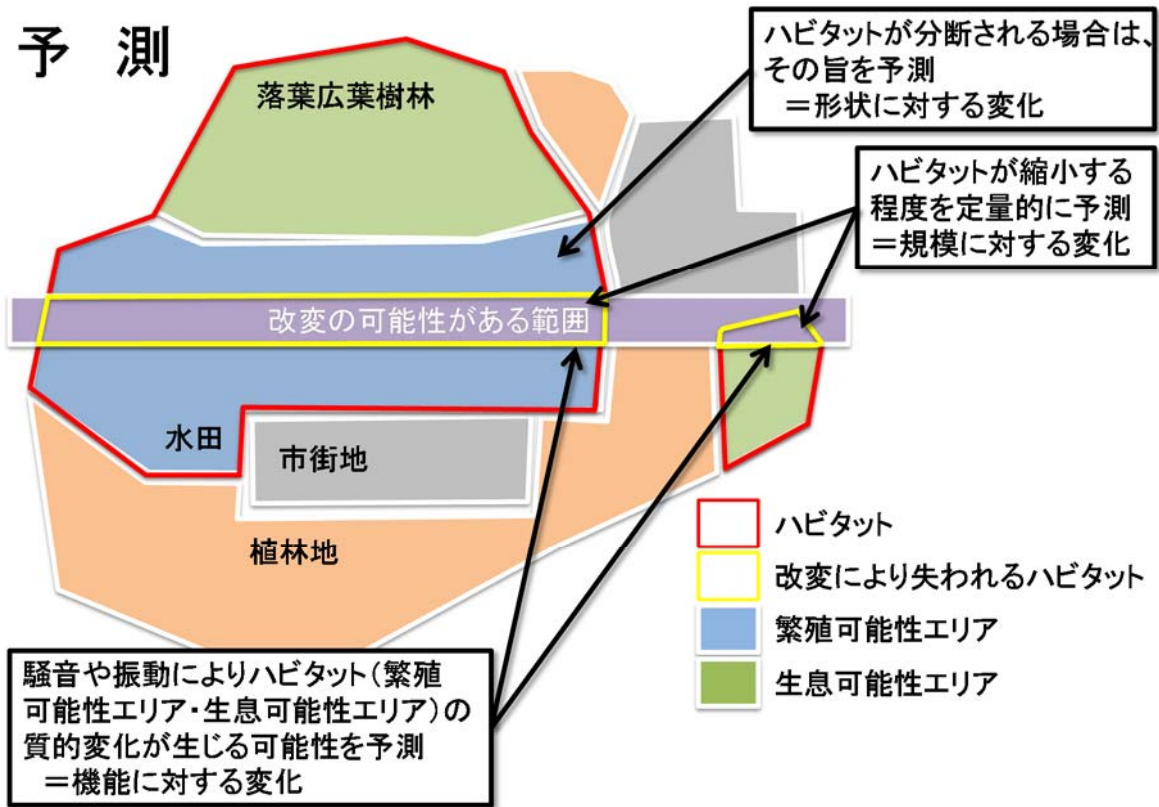 予 測
ハビタットが分断される場合は、
その旨を予測
＝形状に対する変化
落葉広葉樹林
ハビタットが縮小する
程度を定量的に予測
＝規模に対する変化
改変の可能性がある範囲
水田
市街地
植林地
ハビタット
改変により失われるハビタット
繁殖可能性エリア
生息可能性エリア
騒音や振動によりハビタット（繁殖
可能性エリア・生息可能性エリア）の
質的変化が生じる可能性を予測
＝機能に対する変化